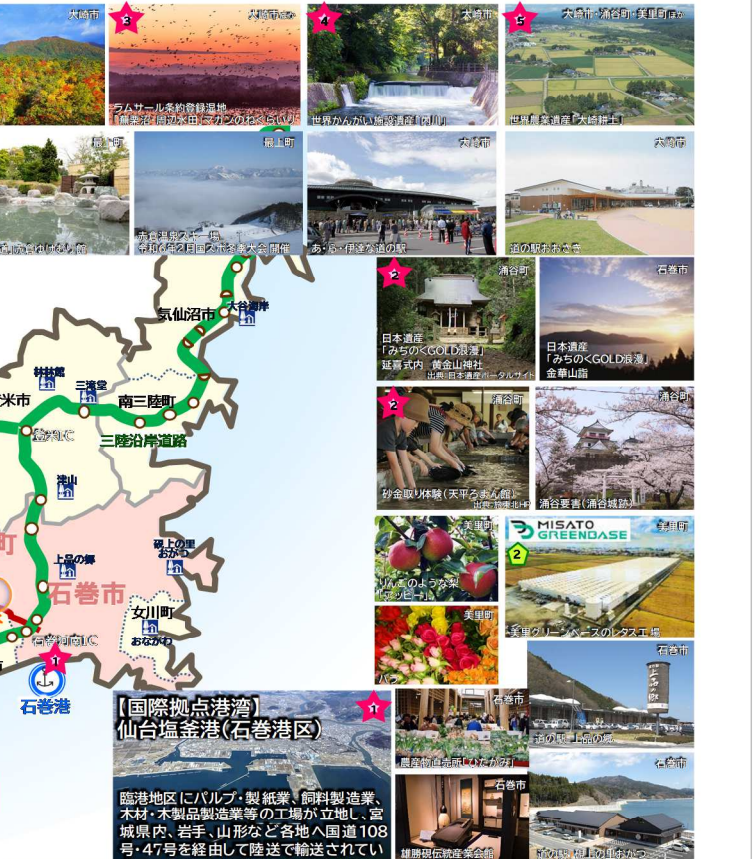 大崎市
3
大崎市ほか
ラムサール条約登録湿地
「蕪栗沼・周辺水田」マガンのねぐらいり
4
大崎市
世界かんがい施設遺産「内川」
5
大崎市・涌谷町・美里町ほか
世界農業遺産「大崎耕土」
最上町
赤倉ゆけむり館
最上町
赤倉温泉スキー場
令和6年2月国スポ冬季大会 開催
大崎市
あ・ら・伊達な道の駅
大崎市
道の駅おおさき
気仙沼市
大谷海岸
林林館
三滝堂
米市
登米IC
南三陸町
三陸沿岸道路
津山
町
上品の郷
硯上の里
おがつ
石巻市
女川町
おながわ
石巻河南IC
1
石巻港
2
涌谷町
日本遺産
「みちのくGOLD浪漫」
延喜式内 黄金山神社
出典:日本遺産ポータルサイト
石巻市
日本遺産
「みちのくGOLD浪漫」
金華山詣
2
涌谷町
砂金取り体験(天平ろまん館)
涌谷町
涌谷要害(涌谷城跡)
美里町
りんごのような梨
美里町
バラ
MISATO
GREENBASE
美里町
2
美里グリーンベースのレタス工場
石巻市
道の駅 上品の郷
【国際拠点港湾】
仙台塩釜港(石巻港区)
1
臨港地区にパルプ・製紙業、飼料製造業、
木材・木製品製造業等の工場が立地し、宮
城県内、岩手、山形など各地へ国道108
号・47号を経由して陸送で輸送されてい
石巻市
農産物直売所「ひたかみ」
石巻市
雄勝硯伝統産業会館
石巻市
道の駅 硯上の里おがつ